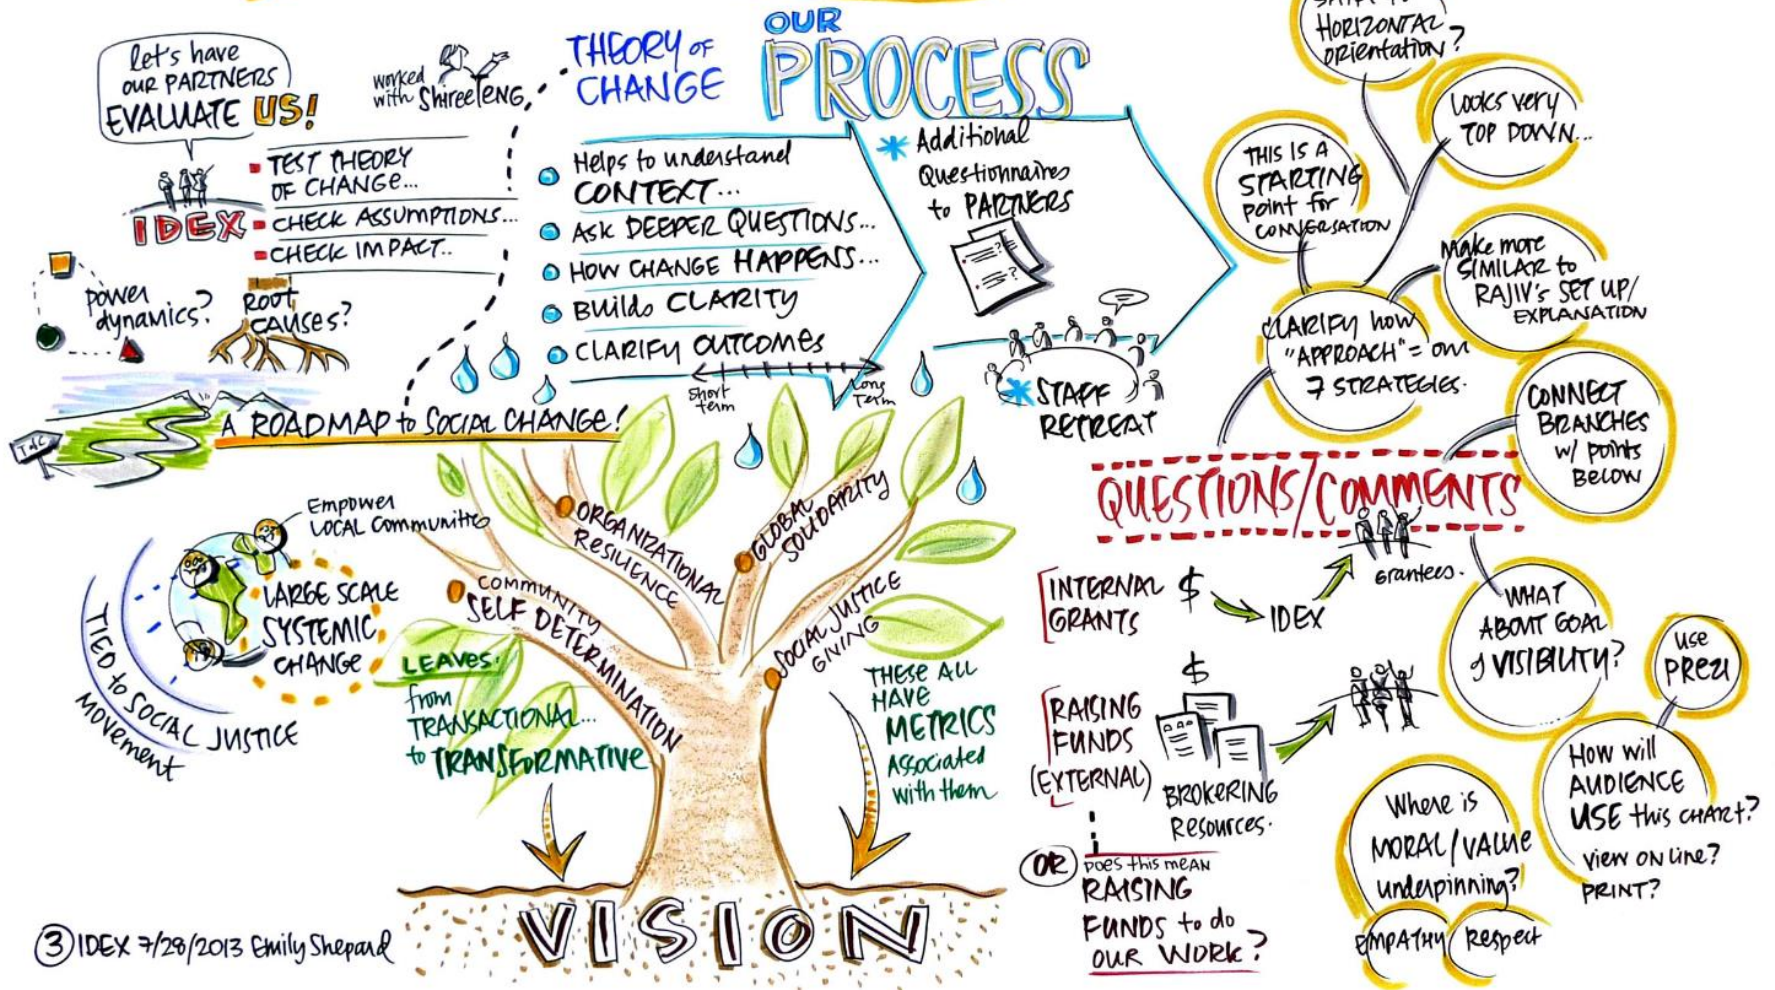 let's have
our PARTNERS
EVALUATE US!
worked
with Shiree TENG
IDEX
TEST THEORY
OF CHANGE...
CHECK ASSUMPTIONS...
CHECK IMPACT..
power
dynamics?
ROOT
CAUSES?
THEORY OF
CHANGE
OUR
PROCESS
Helps to understand
CONTEXT...
ASK DEEPER QUESTIONS...
HOW CHANGE HAPPENS...
Builds CLARITY
CLARIFY OUTCOMES
short
term
Long
Term
Additional
Questionnaires
to PARTNERS
STAFF
RETREAT
ToC
A ROADMAP to SOCIAL CHANGE!
Empower
LOCAL Communities
LARGE SCALE
SYSTEMIC
CHANGE
TIED to SOCIAL JUSTICE
MOVEMENT
COMMUNITY
SELF DETERMINATION
ORGANIZATIONAL
RESILIENCE
GLOBAL
SOLIDARITY
SOCIAL JUSTICE
GIVING
LEAVES:
from
TRANSACTIONAL...
to TRANSFORMATIVE
THESE ALL
HAVE
METRICS
Associated
with them
VISION
3 IDEX 7/28/2013 Emily Shepard
HORIZONTAL
orientation?
Looks very
TOP DOWN...
THIS IS A
STARTING
point for
CONVERSATION
Make more
SIMILAR to
RAJIV's SET UP/
EXPLANATION
CLARIFY how
"APPROACH" = our
7 STRATEGIES.
CONNECT
BRANCHES
w/ points
BELOW
QUESTIONS/COMMENTS
INTERNAL
GRANTS
$
IDEX
Grantees.
RAISING
FUNDS
(EXTERNAL)
$
BROKERING
Resources.
OR
Does this mean
RAISING
FUNDS to do
OUR WORK?
WHAT
ABOUT GOAL
of VISIBILITY?
use
PREZI
How will
AUDIENCE
USE this CHART?
view online?
PRINT?
Where is
MORAL/VALUE
underpinning?
EMPATHY
Respect